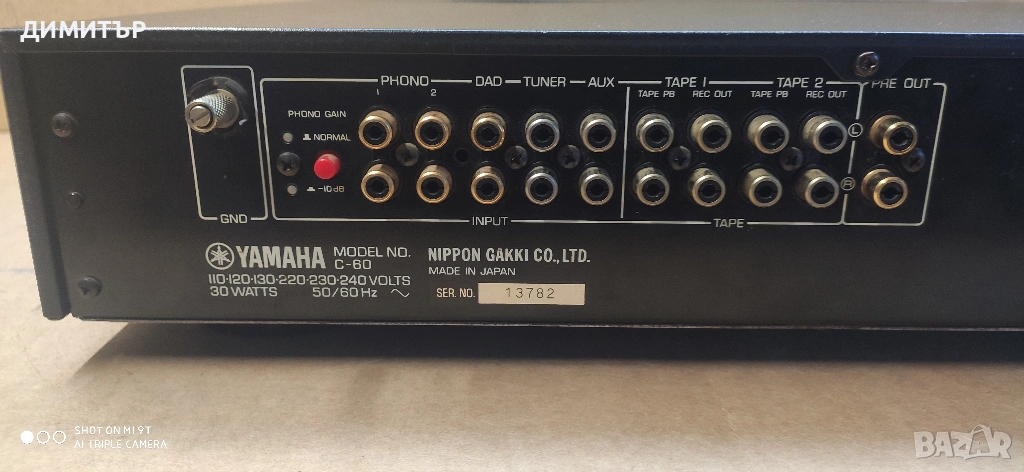 ДИМИТЪР
PHONO DAD TUNER AUX TAPE 1 TAPE 2 PRE OUT
1 2 TAPE PB REC OUT TAPE PB REC OUT
PHONO GAIN
NORMAL
L
-10dB
R
GND INPUT TAPE
YAMAHA MODEL NO. C-60
110·120·130·220·230·240 VOLTS
30 WATTS 50/60 Hz
NIPPON GAKKI CO., LTD.
MADE IN JAPAN
SER. NO. 13782
SHOT ON MI 9T
AI TRIPLE CAMERA
BAZAR